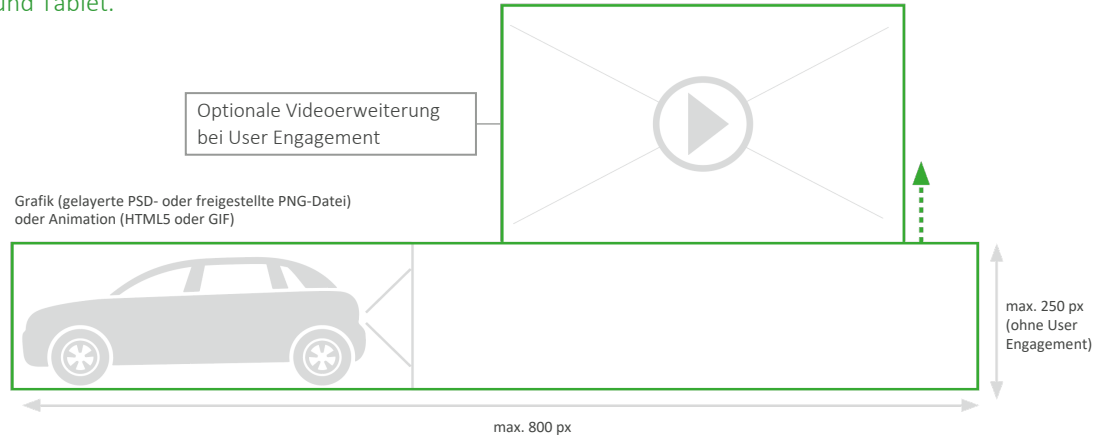 und Tablet.
Optionale Videoerweiterung
bei User Engagement
Grafik (gelayerte PSD- oder freigestellte PNG-Datei)
oder Animation (HTML5 oder GIF)
max. 250 px
(ohne User
Engagement)
max. 800 px